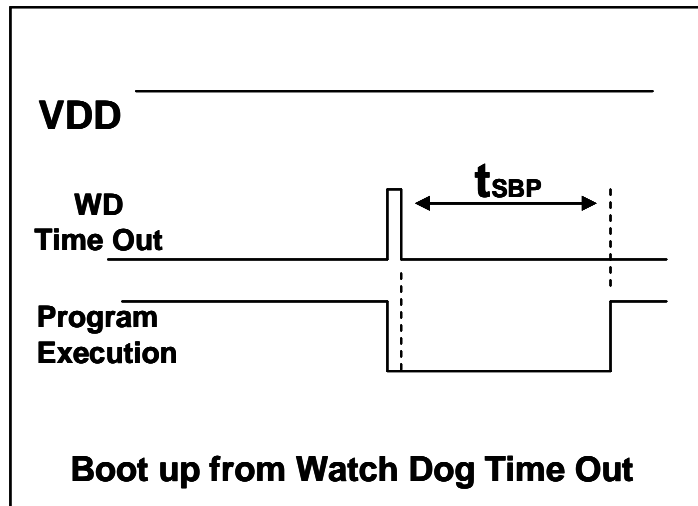 VDD
tSBP
WD
Time Out
Program
Execution
Boot up from Watch Dog Time Out